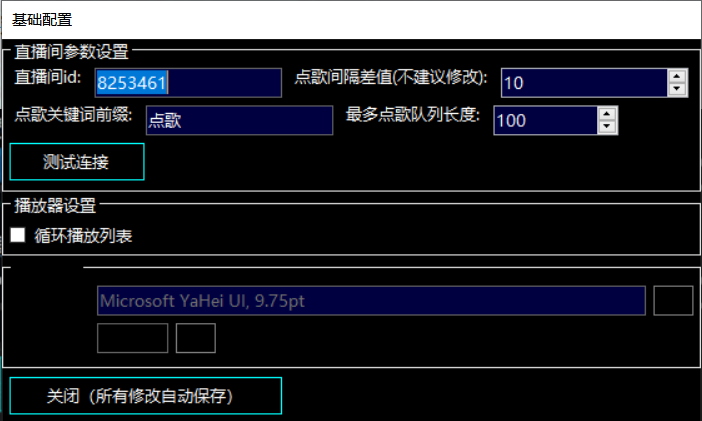 基础配置
直播间参数设置
直播间id: 8253461 点歌间隔差值(不建议修改): 10
点歌关键词前缀: 点歌 最多点歌队列长度: 100
测试连接
播放器设置
循环播放列表
Microsoft YaHei UI, 9.75pt
关闭（所有修改自动保存）